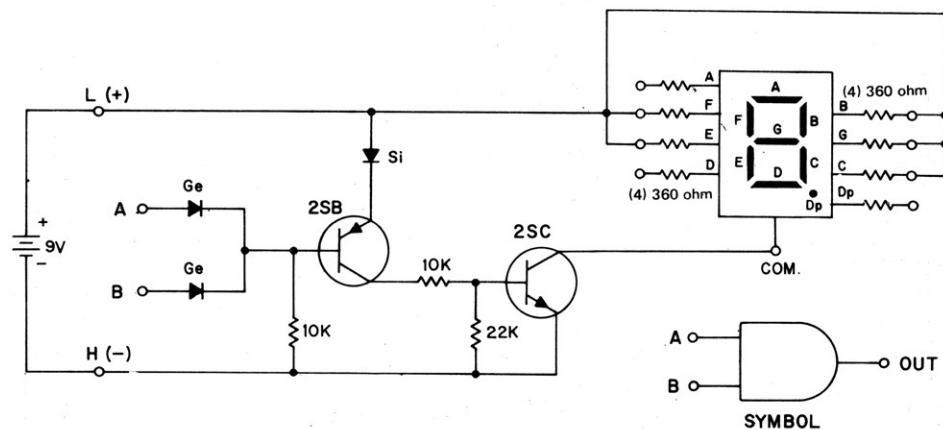 L (+)
A
F
E
D
(4) 360 ohm
A
F
B
G
E
C
D
Dp
B
G
C
Dp
(4) 360 ohm
COM.
Si
Ge
A
2SB
Ge
B
+
9V
−
10K
10K
22K
2SC
H (−)
A
B
OUT
SYMBOL